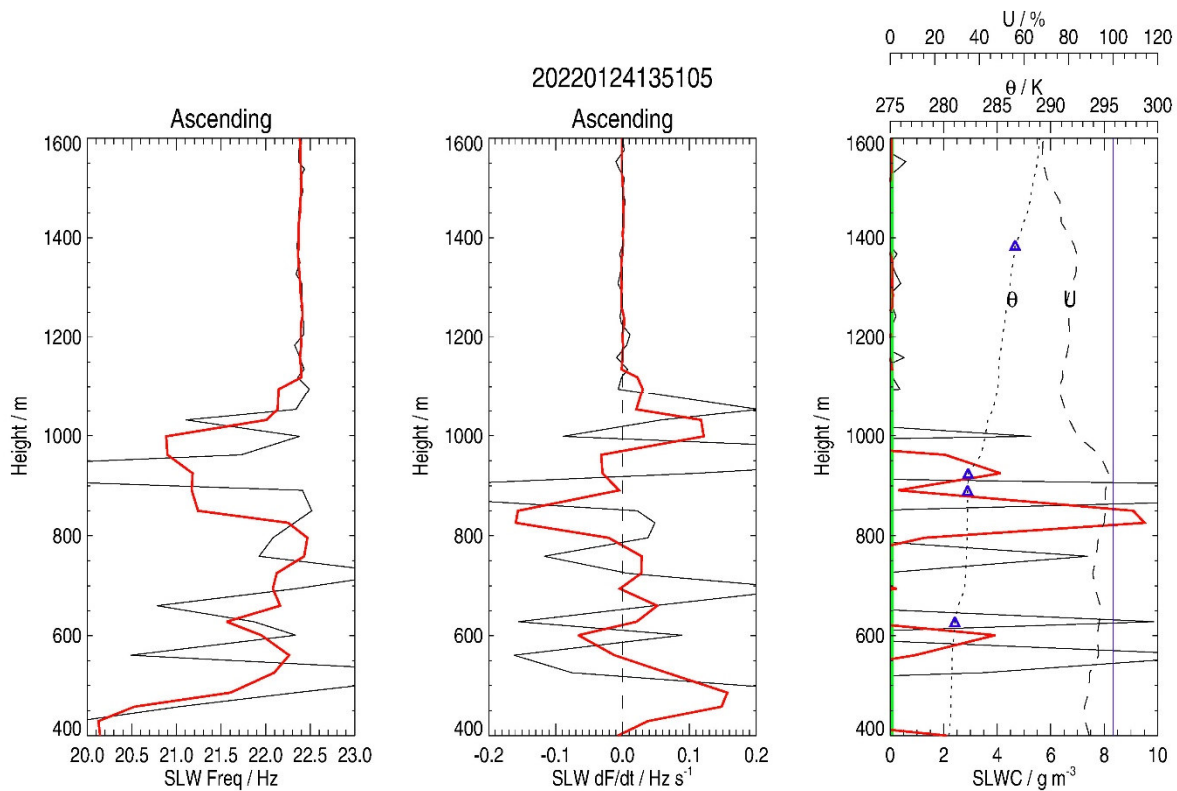 U / %
0 20 40 60 80 100 120
20220124135105
θ / K
Ascending
Ascending
275 280 284 288 292 296 300
1600
1400
1200
1000
800
600
400
Height / m
20.0 20.5 21.0 21.5 22.0 22.5 23.0
SLW Freq / Hz
1600
1400
1200
1000
800
600
400
Height / m
-0.2 -0.1 0.0 0.1 0.2
SLW dF/dt / Hz s⁻¹
1600
1400
1200
1000
800
600
400
Height / m
θ
U
0 2 4 6 8 10
SLWC / g m⁻³